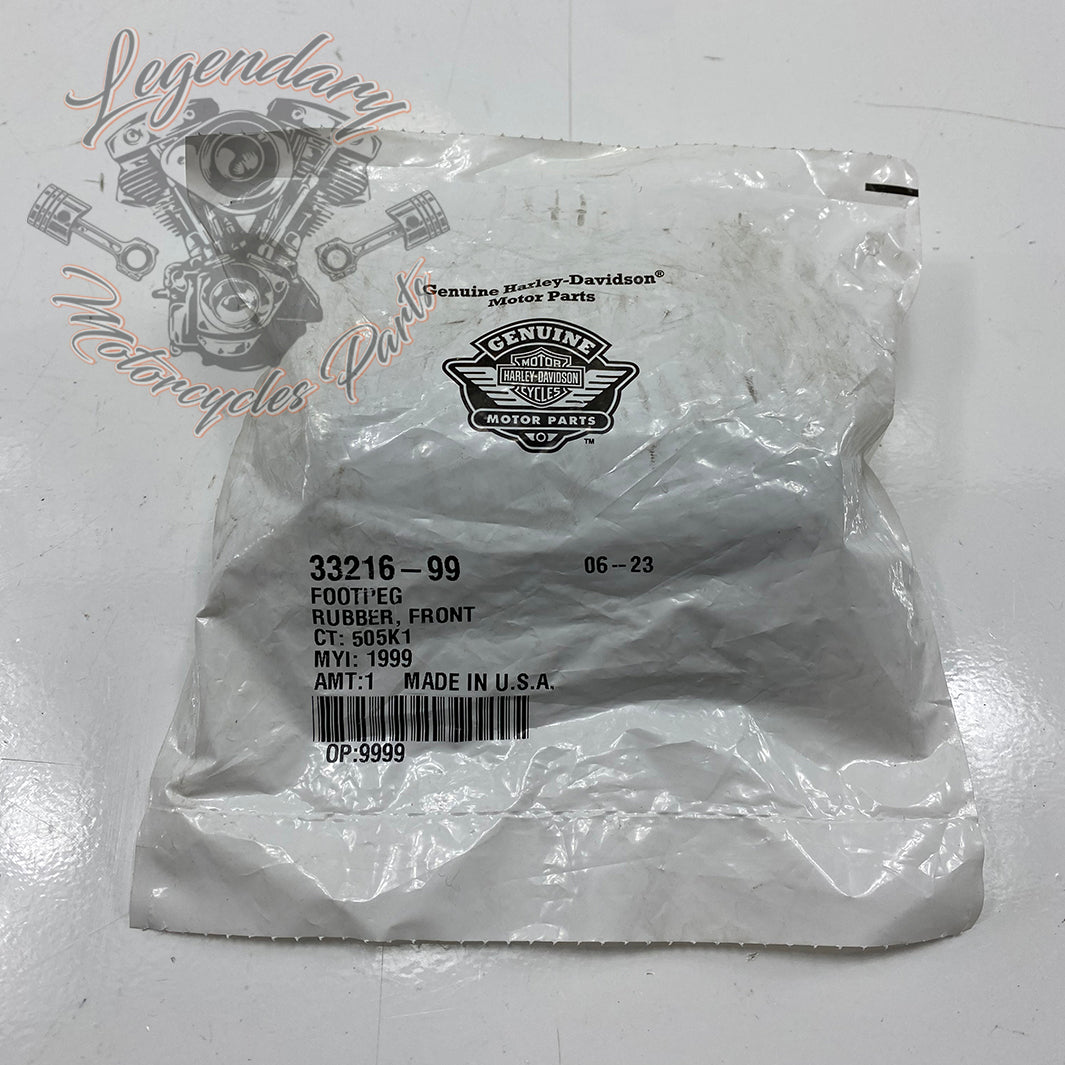 Legendary
Motorcycles Parts
Genuine Harley-Davidson®
Motor Parts
GENUINE
MOTOR
HARLEY-DAVIDSON
CYCLES
MOTOR PARTS
TM
33216-99 06--23
FOOTPEG
RUBBER, FRONT
CT: 505K1
MYI: 1999
AMT:1 MADE IN U.S.A.
OP:9999